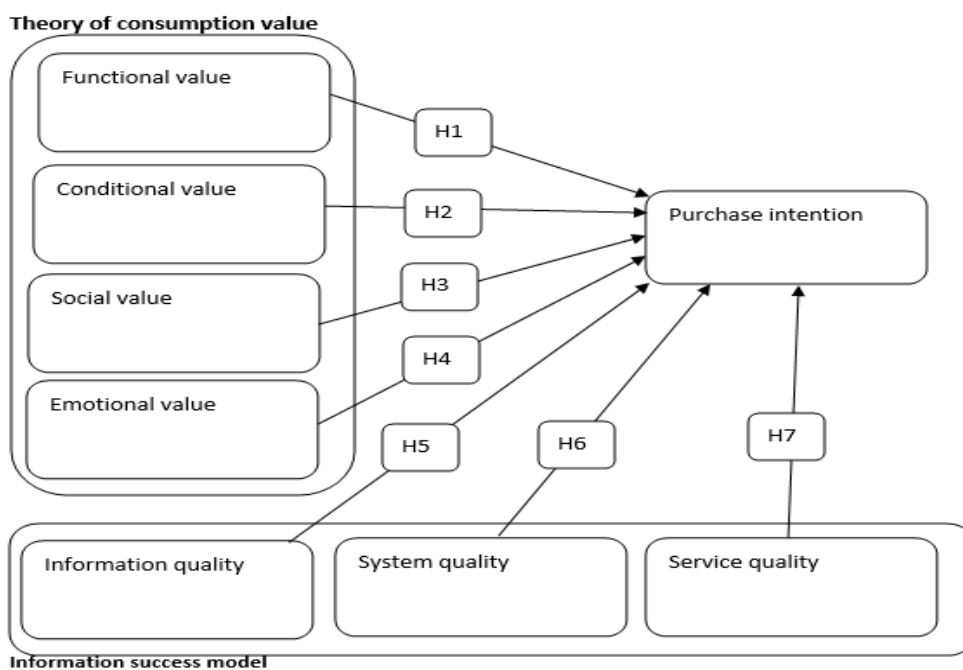 Theory of consumption value
Functional value
H1
Conditional value
H2
Purchase intention
Social value
H3
H4
Emotional value
H5
H6
H7
Information quality
System quality
Service quality
Information success model